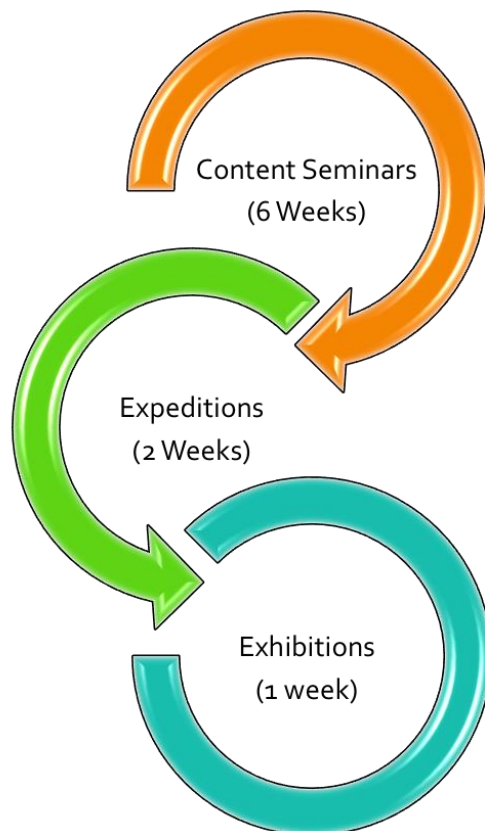 Content Seminars
(6 Weeks)
Expeditions
(2 Weeks)
Exhibitions
(1 week)